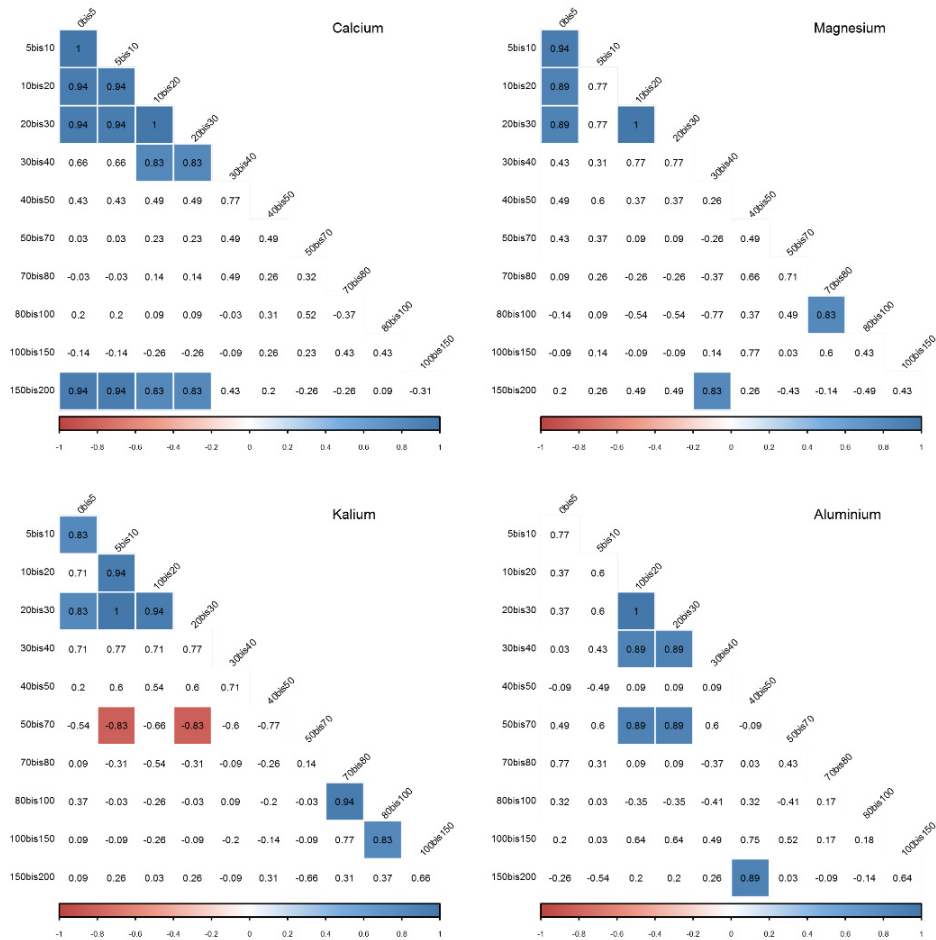 Calcium
0bis5
5bis10 1 5bis10
10bis20 0.94 0.94 10bis20
20bis30 0.94 0.94 1 20bis30
30bis40 0.66 0.66 0.83 0.83 30bis40
40bis50 0.43 0.43 0.49 0.49 0.77 40bis50
50bis70 0.03 0.03 0.23 0.23 0.49 0.49 50bis70
70bis80 -0.03 -0.03 0.14 0.14 0.49 0.26 0.32 70bis80
80bis100 0.2 0.2 0.09 0.09 -0.03 0.31 0.52 -0.37 80bis100
100bis150 -0.14 -0.14 -0.26 -0.26 -0.09 0.26 0.23 0.43 0.43 100bis150
150bis200 0.94 0.94 0.83 0.83 0.43 0.2 -0.26 -0.26 0.09 -0.31
-1 -0.8 -0.6 -0.4 -0.2 0 0.2 0.4 0.6 0.8 1
Magnesium
0bis5
5bis10 0.94 5bis10
10bis20 0.89 0.77 10bis20
20bis30 0.89 0.77 1 20bis30
30bis40 0.43 0.31 0.77 0.77 30bis40
40bis50 0.49 0.6 0.37 0.37 0.26 40bis50
50bis70 0.43 0.37 0.09 0.09 -0.26 0.49 50bis70
70bis80 0.09 0.26 -0.26 -0.26 -0.37 0.66 0.71 70bis80
80bis100 -0.14 0.09 -0.54 -0.54 -0.77 0.37 0.49 0.83 80bis100
100bis150 -0.09 0.14 -0.09 -0.09 0.14 0.77 0.03 0.6 0.43 100bis150
150bis200 0.2 0.26 0.49 0.49 0.83 0.26 -0.43 -0.14 -0.49 0.43
-1 -0.8 -0.6 -0.4 -0.2 0 0.2 0.4 0.6 0.8 1
Kalium
0bis5
5bis10 0.83 5bis10
10bis20 0.71 0.94 10bis20
20bis30 0.83 1 0.94 20bis30
30bis40 0.71 0.77 0.71 0.77 30bis40
40bis50 0.2 0.6 0.54 0.6 0.71 40bis50
50bis70 -0.54 -0.83 -0.66 -0.83 -0.6 -0.77 50bis70
70bis80 0.09 -0.31 -0.54 -0.31 -0.09 -0.26 0.14 70bis80
80bis100 0.37 -0.03 -0.26 -0.03 0.09 -0.2 -0.03 0.94 80bis100
100bis150 0.09 -0.09 -0.26 -0.09 -0.2 -0.14 -0.09 0.77 0.83 100bis150
150bis200 0.09 0.26 0.03 0.26 -0.09 0.31 -0.66 0.31 0.37 0.66
-1 -0.8 -0.6 -0.4 -0.2 0 0.2 0.4 0.6 0.8 1
Aluminium
0bis5
5bis10 0.77 5bis10
10bis20 0.37 0.6 10bis20
20bis30 0.37 0.6 1 20bis30
30bis40 0.03 0.43 0.89 0.89 30bis40
40bis50 -0.09 -0.49 0.09 0.09 0.09 40bis50
50bis70 0.49 0.6 0.89 0.89 0.6 -0.09 50bis70
70bis80 0.77 0.31 0.09 0.09 -0.37 0.03 0.43 70bis80
80bis100 0.32 0.03 -0.35 -0.35 -0.41 0.32 -0.41 0.17 80bis100
100bis150 0.2 0.03 0.64 0.64 0.49 0.75 0.52 0.17 0.18 100bis150
150bis200 -0.26 -0.54 0.2 0.2 0.26 0.89 0.03 -0.09 -0.14 0.64
-1 -0.8 -0.6 -0.4 -0.2 0 0.2 0.4 0.6 0.8 1